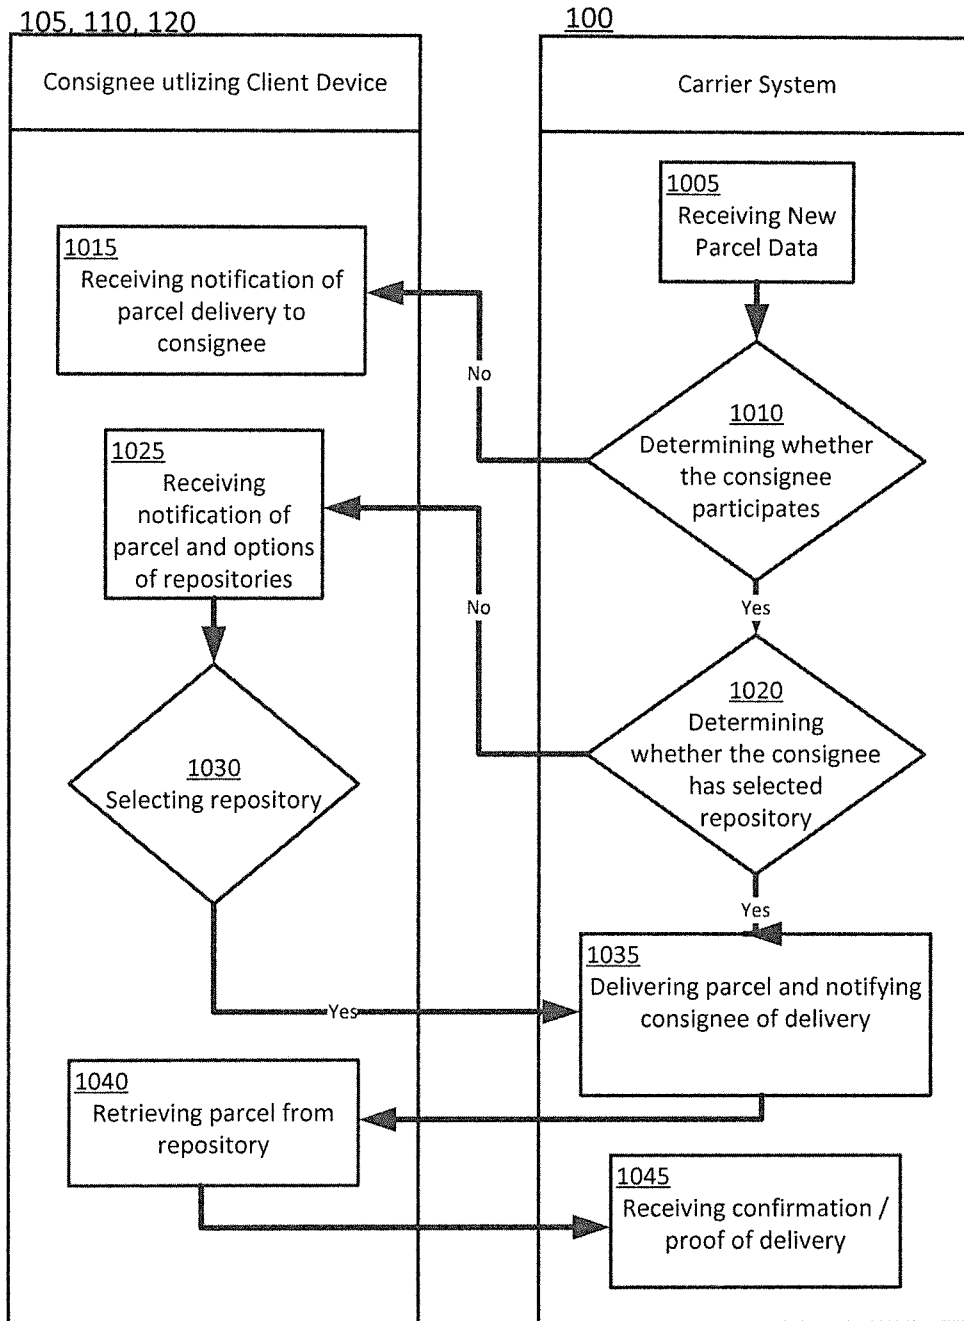 105, 110, 120
100
Consignee utlizing Client Device
Carrier System
1005
Receiving New
Parcel Data
1015
Receiving notification of
parcel delivery to
consignee
No
1010
Determining whether
the consignee
participates
1025
Receiving
notification of
parcel and options
of repositories
No
Yes
1020
Determining
whether the consignee
has selected
repository
1030
Selecting repository
Yes
1035
Delivering parcel and notifying
consignee of delivery
Yes
1040
Retrieving parcel from
repository
1045
Receiving confirmation /
proof of delivery